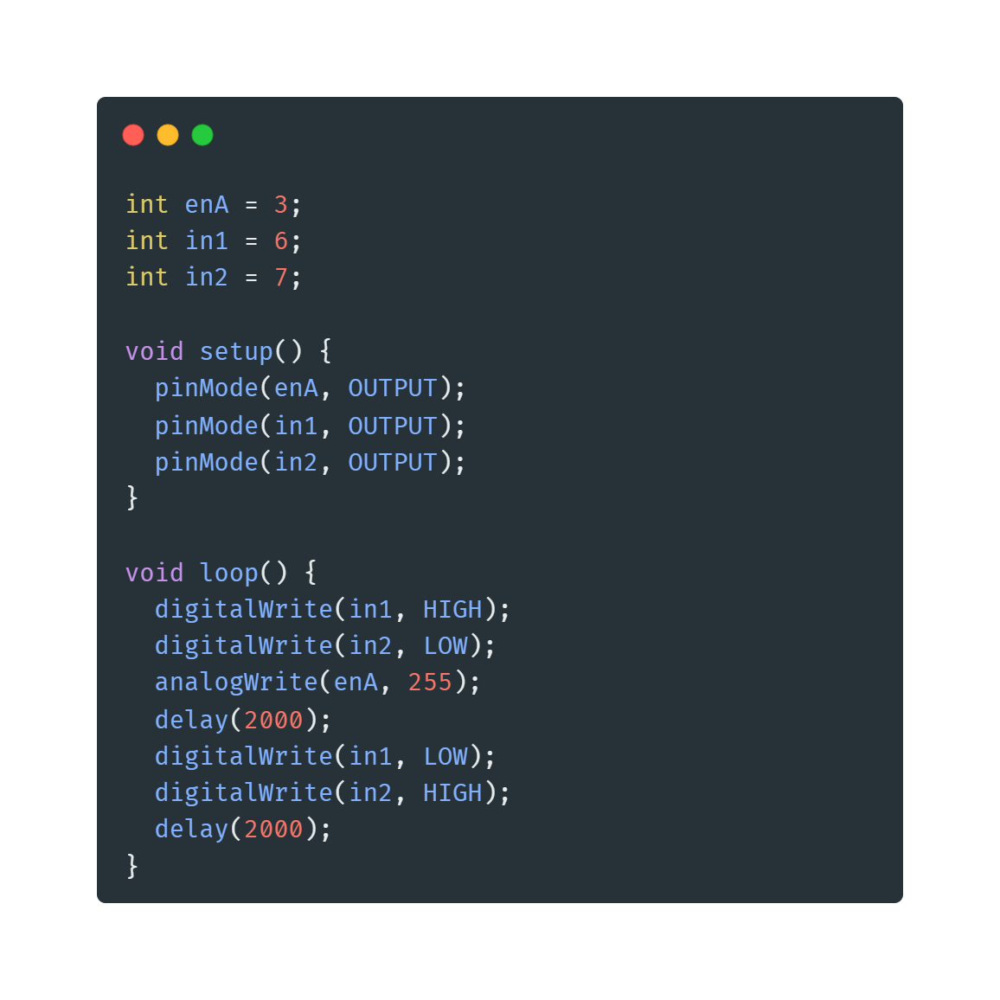 int enA = 3;
int in1 = 6;
int in2 = 7;

void setup() {
  pinMode(enA, OUTPUT);
  pinMode(in1, OUTPUT);
  pinMode(in2, OUTPUT);
}

void loop() {
  digitalWrite(in1, HIGH);
  digitalWrite(in2, LOW);
  analogWrite(enA, 255);
  delay(2000);
  digitalWrite(in1, LOW);
  digitalWrite(in2, HIGH);
  delay(2000);
}